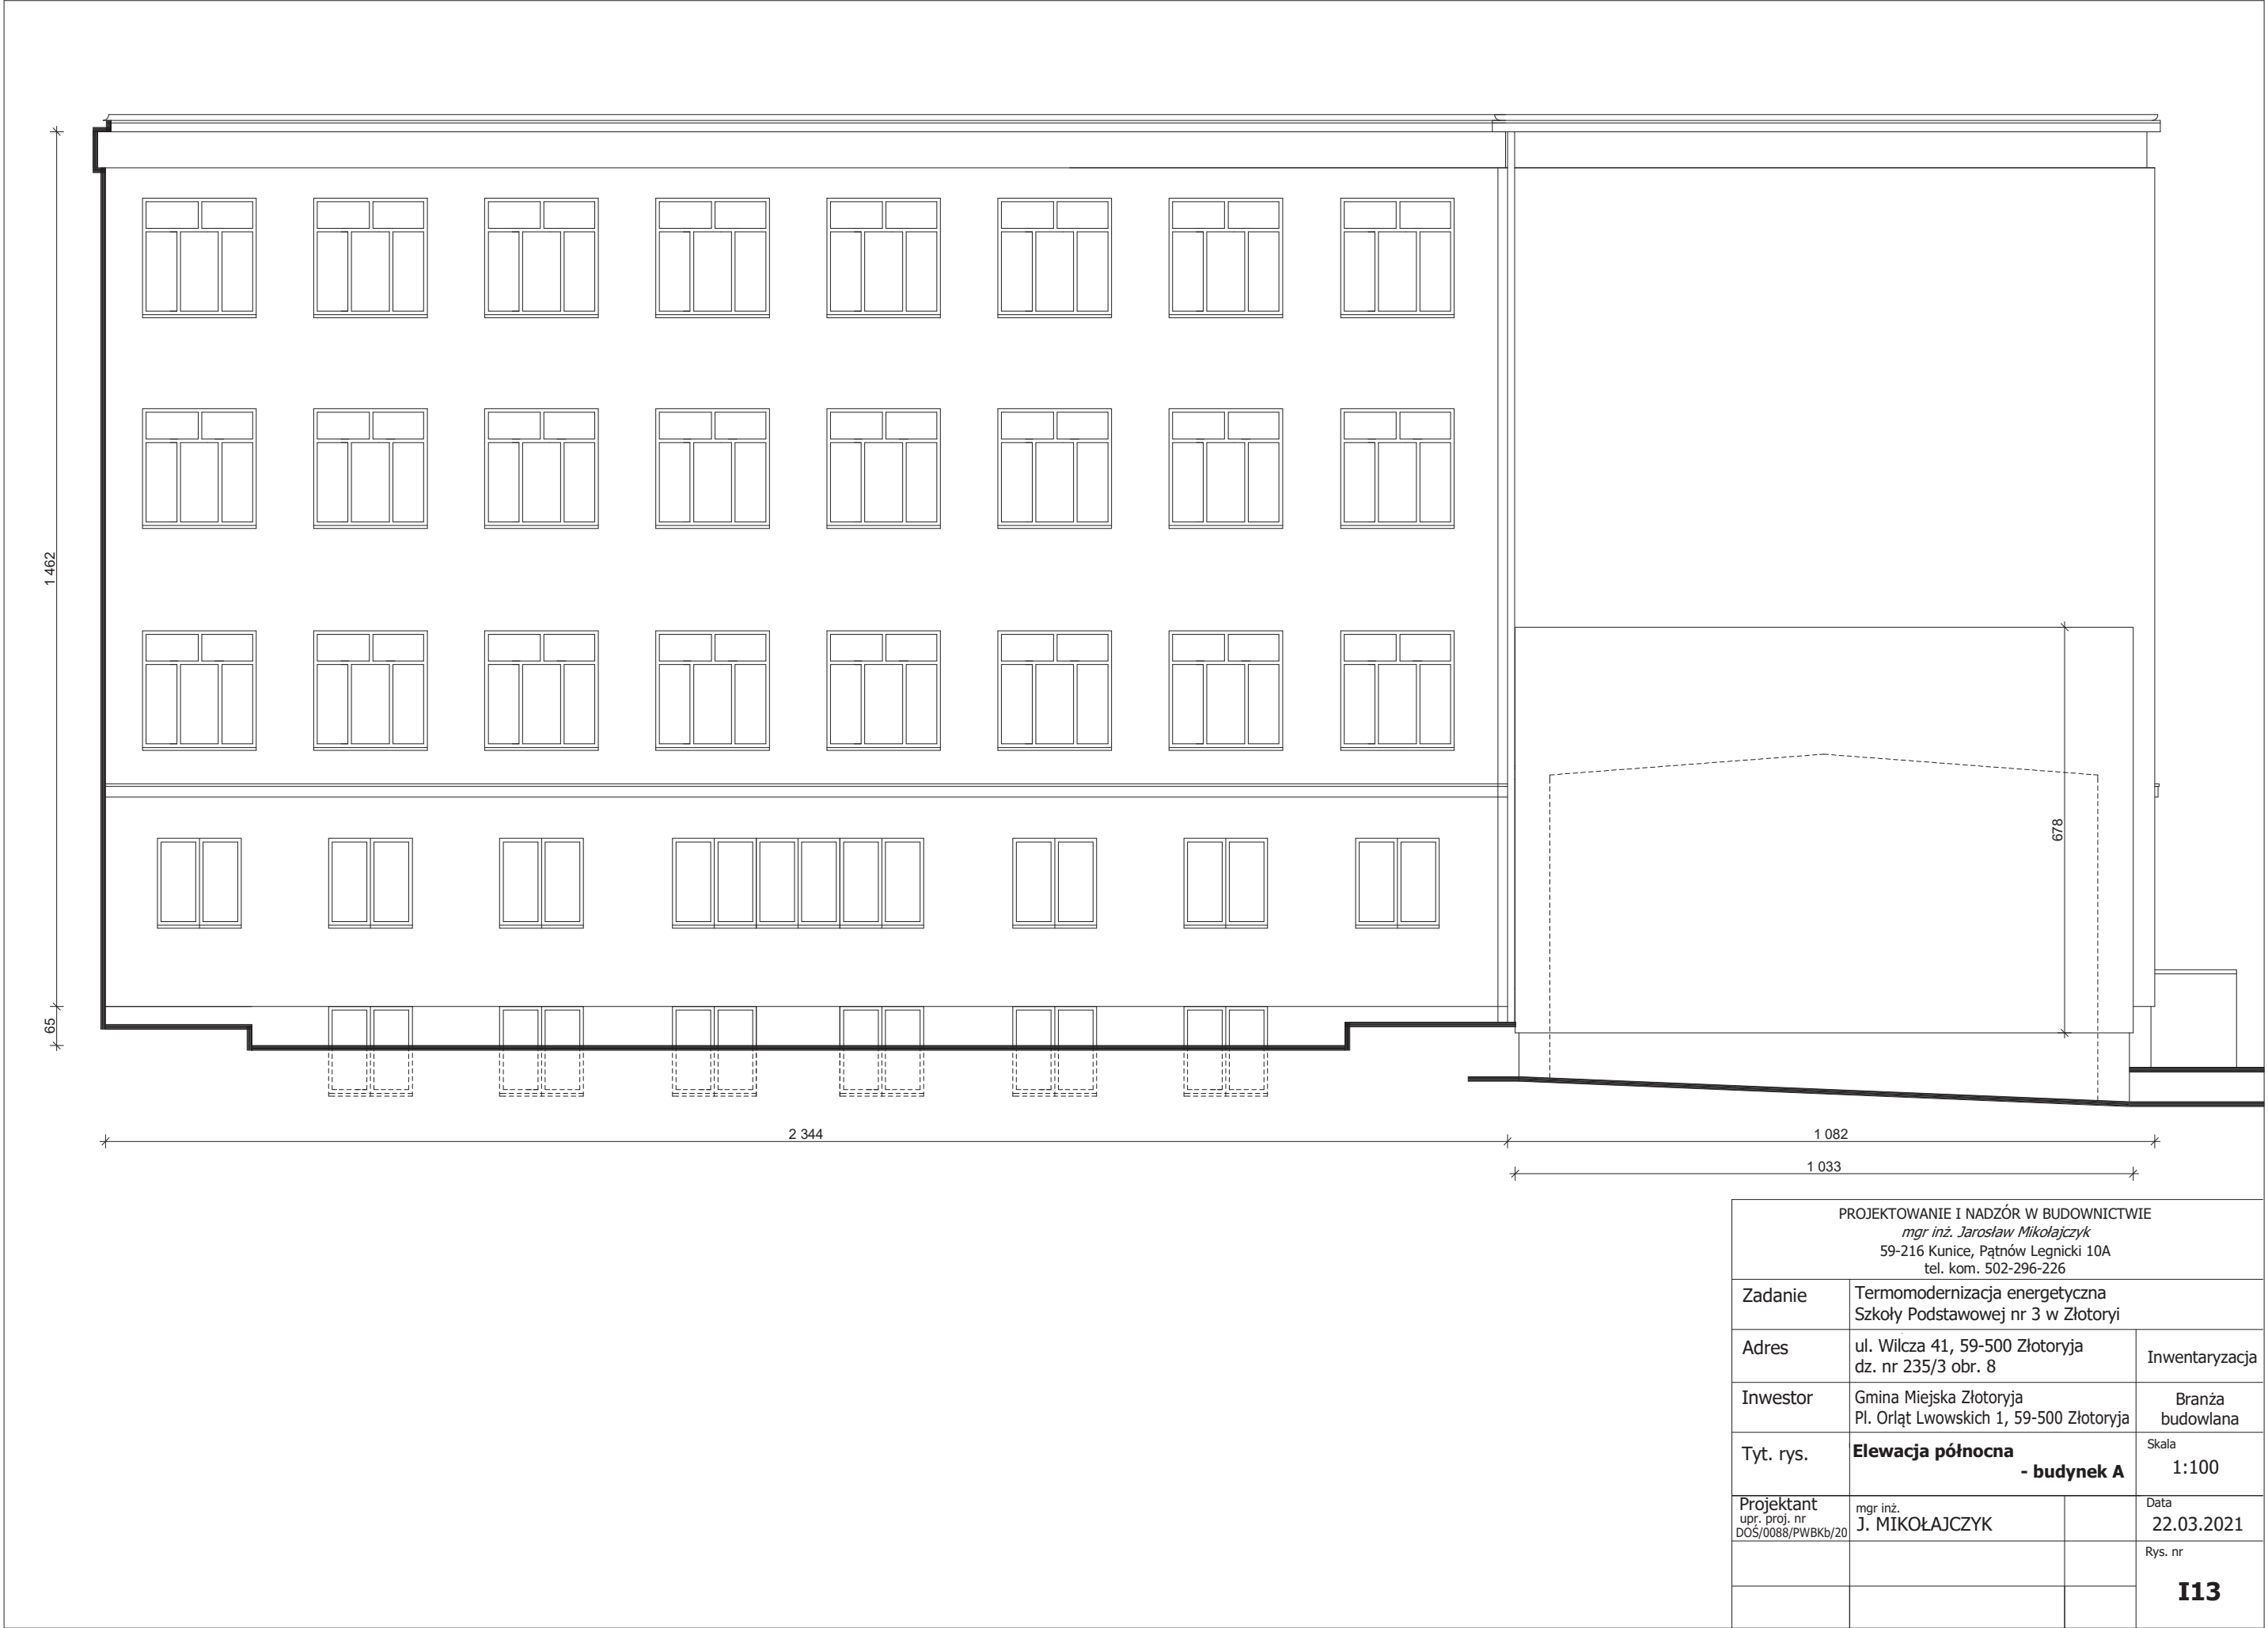 1 462
65
678
2 344
1 082
1 033
PROJEKTOWANIE I NADZÓR W BUDOWNICTWIE
mgr inż. Jarosław Mikołajczyk
59-216 Kunice, Pątnów Legnicki 10A
tel. kom. 502-296-226
Zadanie
Termomodernizacja energetyczna
Szkoły Podstawowej nr 3 w Złotoryi
Adres
ul. Wilcza 41, 59-500 Złotoryja
dz. nr 235/3 obr. 8
Inwentaryzacja
Inwestor
Gmina Miejska Złotoryja
Pl. Orląt Lwowskich 1, 59-500 Złotoryja
Branża
budowlana
Tyt. rys.
Elewacja północna
- budynek A
Skala
1:100
Projektant
upr. proj. nr
DOŚ/0088/PWBKb/20
mgr inż.
J. MIKOŁAJCZYK
Data
22.03.2021
Rys. nr
I13